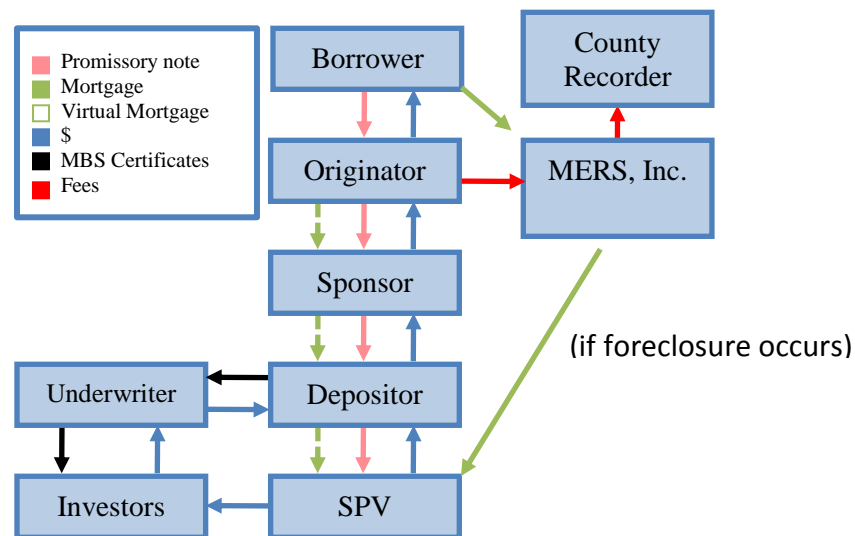 Promissory note
Mortgage
Virtual Mortgage
$
MBS Certificates
Fees
Borrower
County
Recorder
Originator
MERS, Inc.
Sponsor
(if foreclosure occurs)
Underwriter
Depositor
Investors
SPV